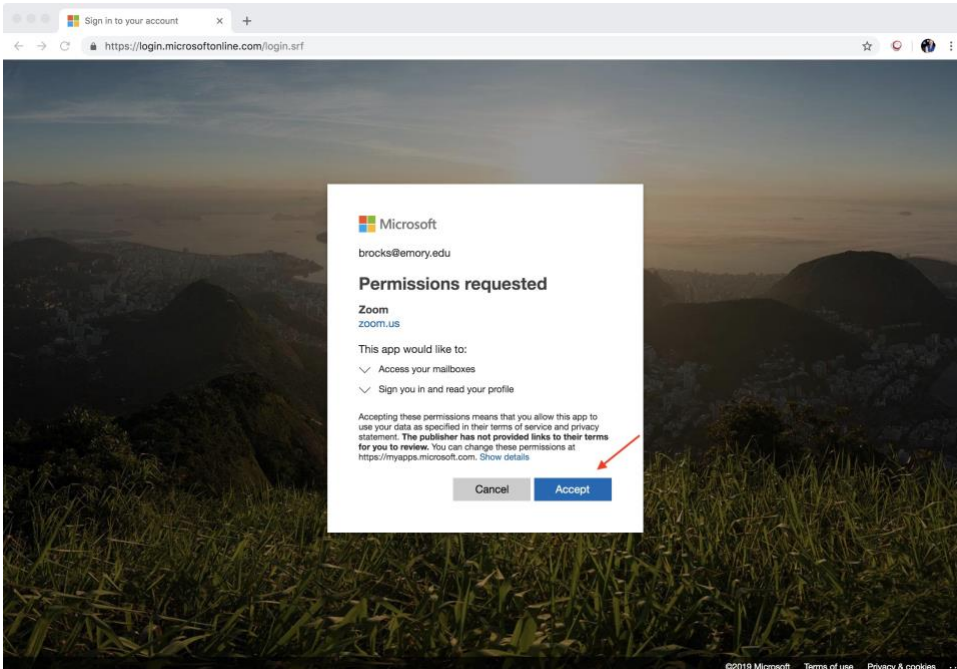 Sign in to your account
https://login.microsoftonline.com/login.srf
Microsoft
brocks@emory.edu
Permissions requested
Zoom
zoom.us
This app would like to:
Access your mailboxes
Sign you in and read your profile
Accepting these permissions means that you allow this app to
use your data as specified in their terms of service and privacy
statement. The publisher has not provided links to their terms
for you to review. You can change these permissions at
https://myapps.microsoft.com. Show details
Cancel Accept
©2019 Microsoft Terms of use Privacy & cookies